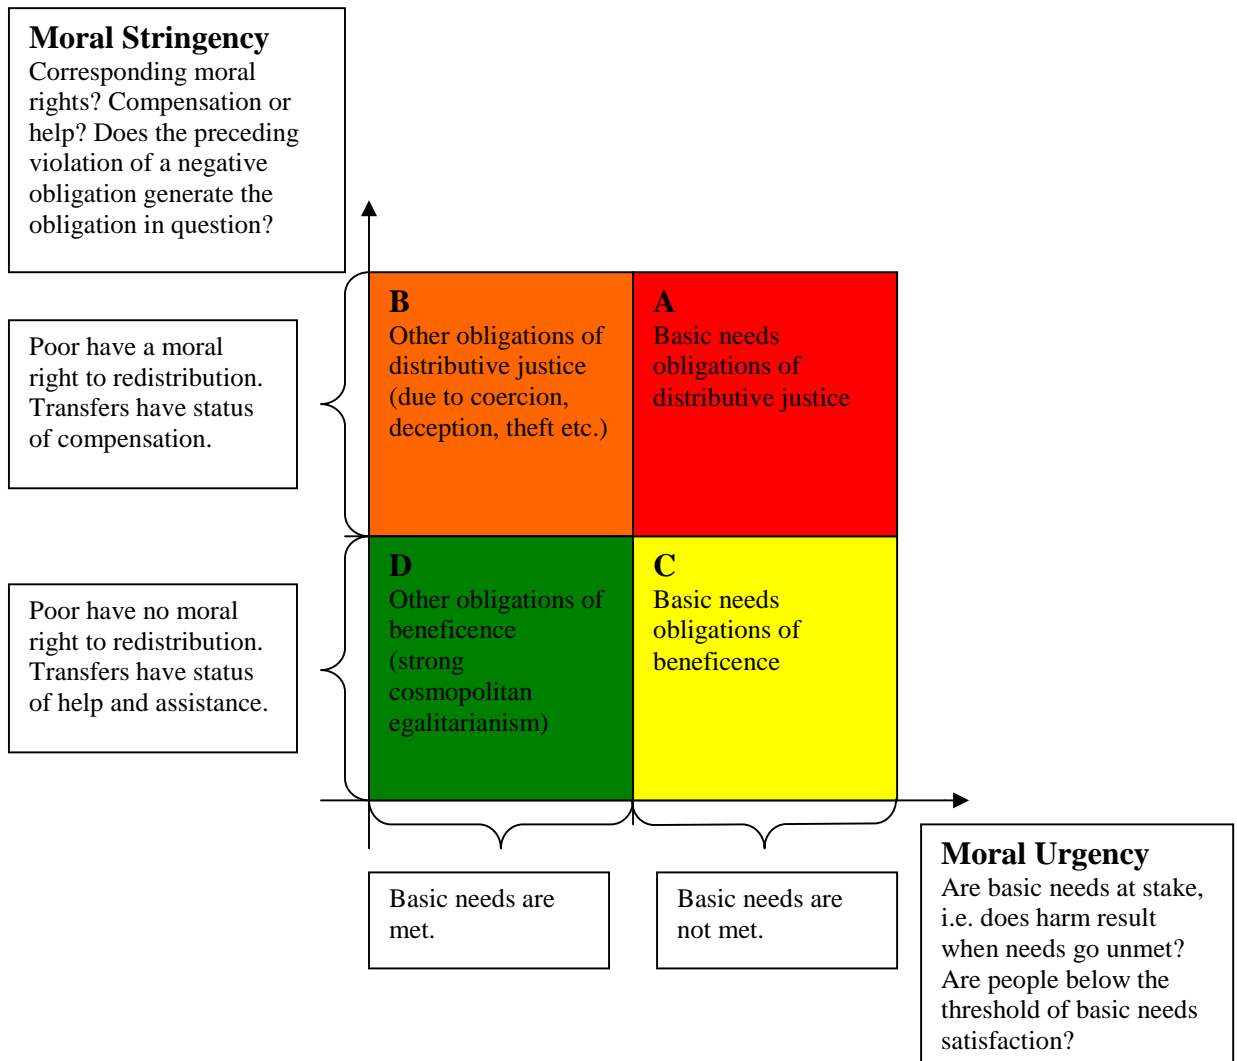 Moral Stringency
Corresponding moral
rights? Compensation or
help? Does the preceding
violation of a negative
obligation generate the
obligation in question?
B
Other obligations of
distributive justice
(due to coercion,
deception, theft etc.)
A
Basic needs
obligations of
distributive justice
Poor have a moral
right to redistribution.
Transfers have status
of compensation.
D
Other obligations of
beneficence
(strong
cosmopolitan
egalitarianism)
C
Basic needs
obligations of
beneficence
Poor have no moral
right to redistribution.
Transfers have status
of help and assistance.
Basic needs are
met.
Basic needs are
not met.
Moral Urgency
Are basic needs at stake,
i.e. does harm result
when needs go unmet?
Are people below the
threshold of basic needs
satisfaction?